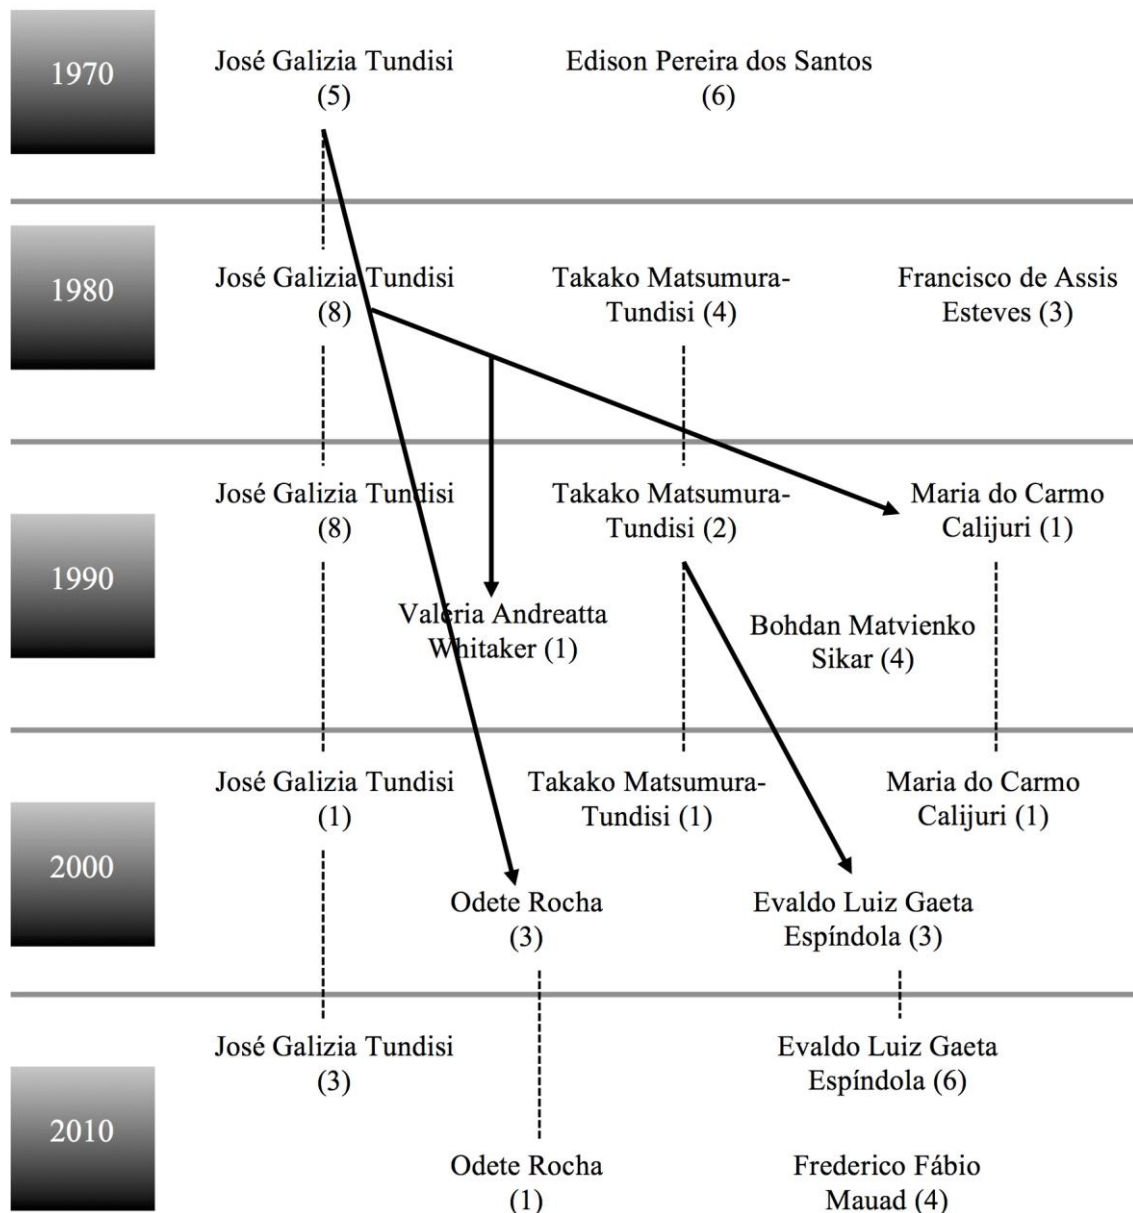 1970
José Galizia Tundisi
(5)
Edison Pereira dos Santos
(6)
1980
José Galizia Tundisi
(8)
Takako Matsumura-
Tundisi (4)
Francisco de Assis
Esteves (3)
1990
José Galizia Tundisi
(8)
Takako Matsumura-
Tundisi (2)
Maria do Carmo
Calijuri (1)
Valéria Andreatta
Whitaker (1)
Bohdan Matvienko
Sikar (4)
2000
José Galizia Tundisi
(1)
Takako Matsumura-
Tundisi (1)
Maria do Carmo
Calijuri (1)
Odete Rocha
(3)
Evaldo Luiz Gaeta
Espíndola (3)
2010
José Galizia Tundisi
(3)
Evaldo Luiz Gaeta
Espíndola (6)
Odete Rocha
(1)
Frederico Fábio
Mauad (4)